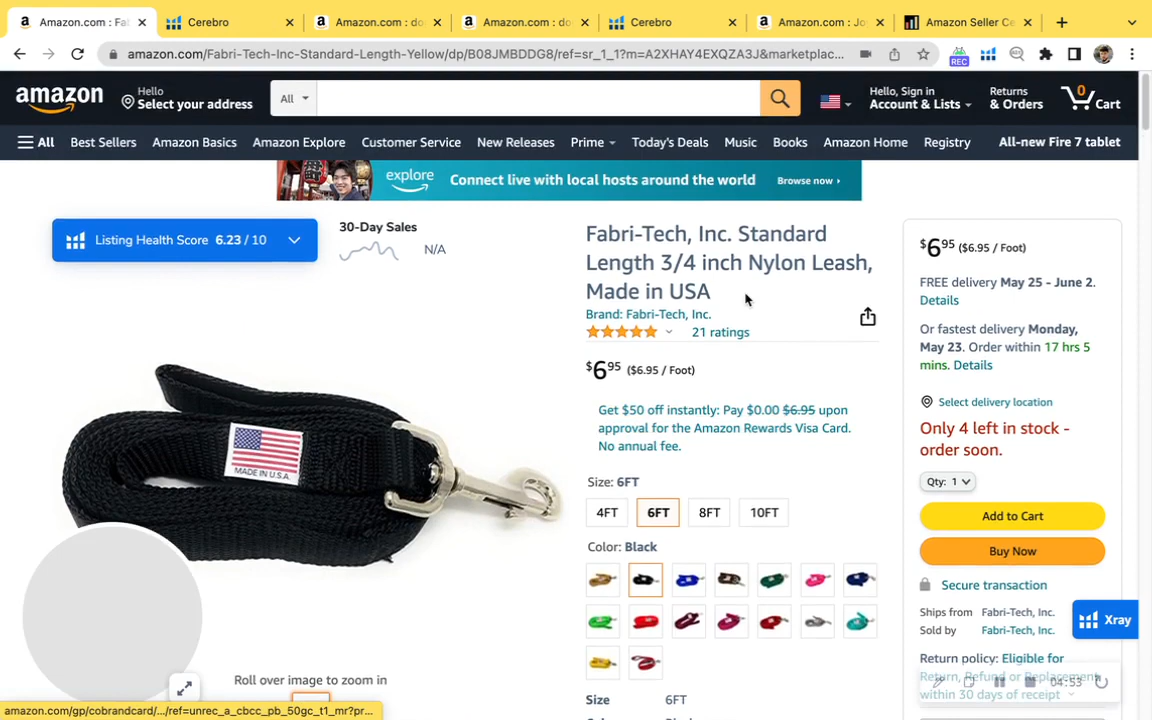 Amazon.com : Fa
Cerebro
Amazon.com : do
Amazon.com : do
Cerebro
Amazon.com : Jo
Amazon Seller Ce
amazon.com/Fabri-Tech-Inc-Standard-Length-Yellow/dp/B08JMBDDG8/ref=sr_1_1?m=A2XHAY4EXQZA3J&marketplac...
REC
amazon
Hello
Select your address
All
Hello, Sign in
Account & Lists
Returns
& Orders
0
Cart
All
Best Sellers
Amazon Basics
Amazon Explore
Customer Service
New Releases
Prime
Today's Deals
Music
Books
Amazon Home
Registry
All-new Fire 7 tablet
explore
Connect live with local hosts around the world
Browse now
Listing Health Score 6.23 / 10
30-Day Sales
N/A
MADE IN U.S.A
Roll over image to zoom in
Fabri-Tech, Inc. Standard
Length 3/4 inch Nylon Leash,
Made in USA
Brand: Fabri-Tech, Inc.
21 ratings
$6.95 ($6.95 / Foot)
Get $50 off instantly: Pay $0.00 $6.95 upon
approval for the Amazon Rewards Visa Card.
No annual fee.
Size: 6FT
4FT
6FT
8FT
10FT
Color: Black
Size 6FT
$6.95 ($6.95 / Foot)
FREE delivery May 25 - June 2.
Details
Or fastest delivery Monday,
May 23. Order within 17 hrs 5
mins. Details
Select delivery location
Only 4 left in stock -
order soon.
Qty: 1
Add to Cart
Buy Now
Secure transaction
Ships from Fabri-Tech, Inc.
Sold by Fabri-Tech, Inc.
Xray
Return policy: Eligible for
Return, Refund or Replacement
within 30 days of receipt
04:53
amazon.com/gp/cobrandcard/.../ref=unrec_a_cbcc_pb_50gc_t1_mr?pr...